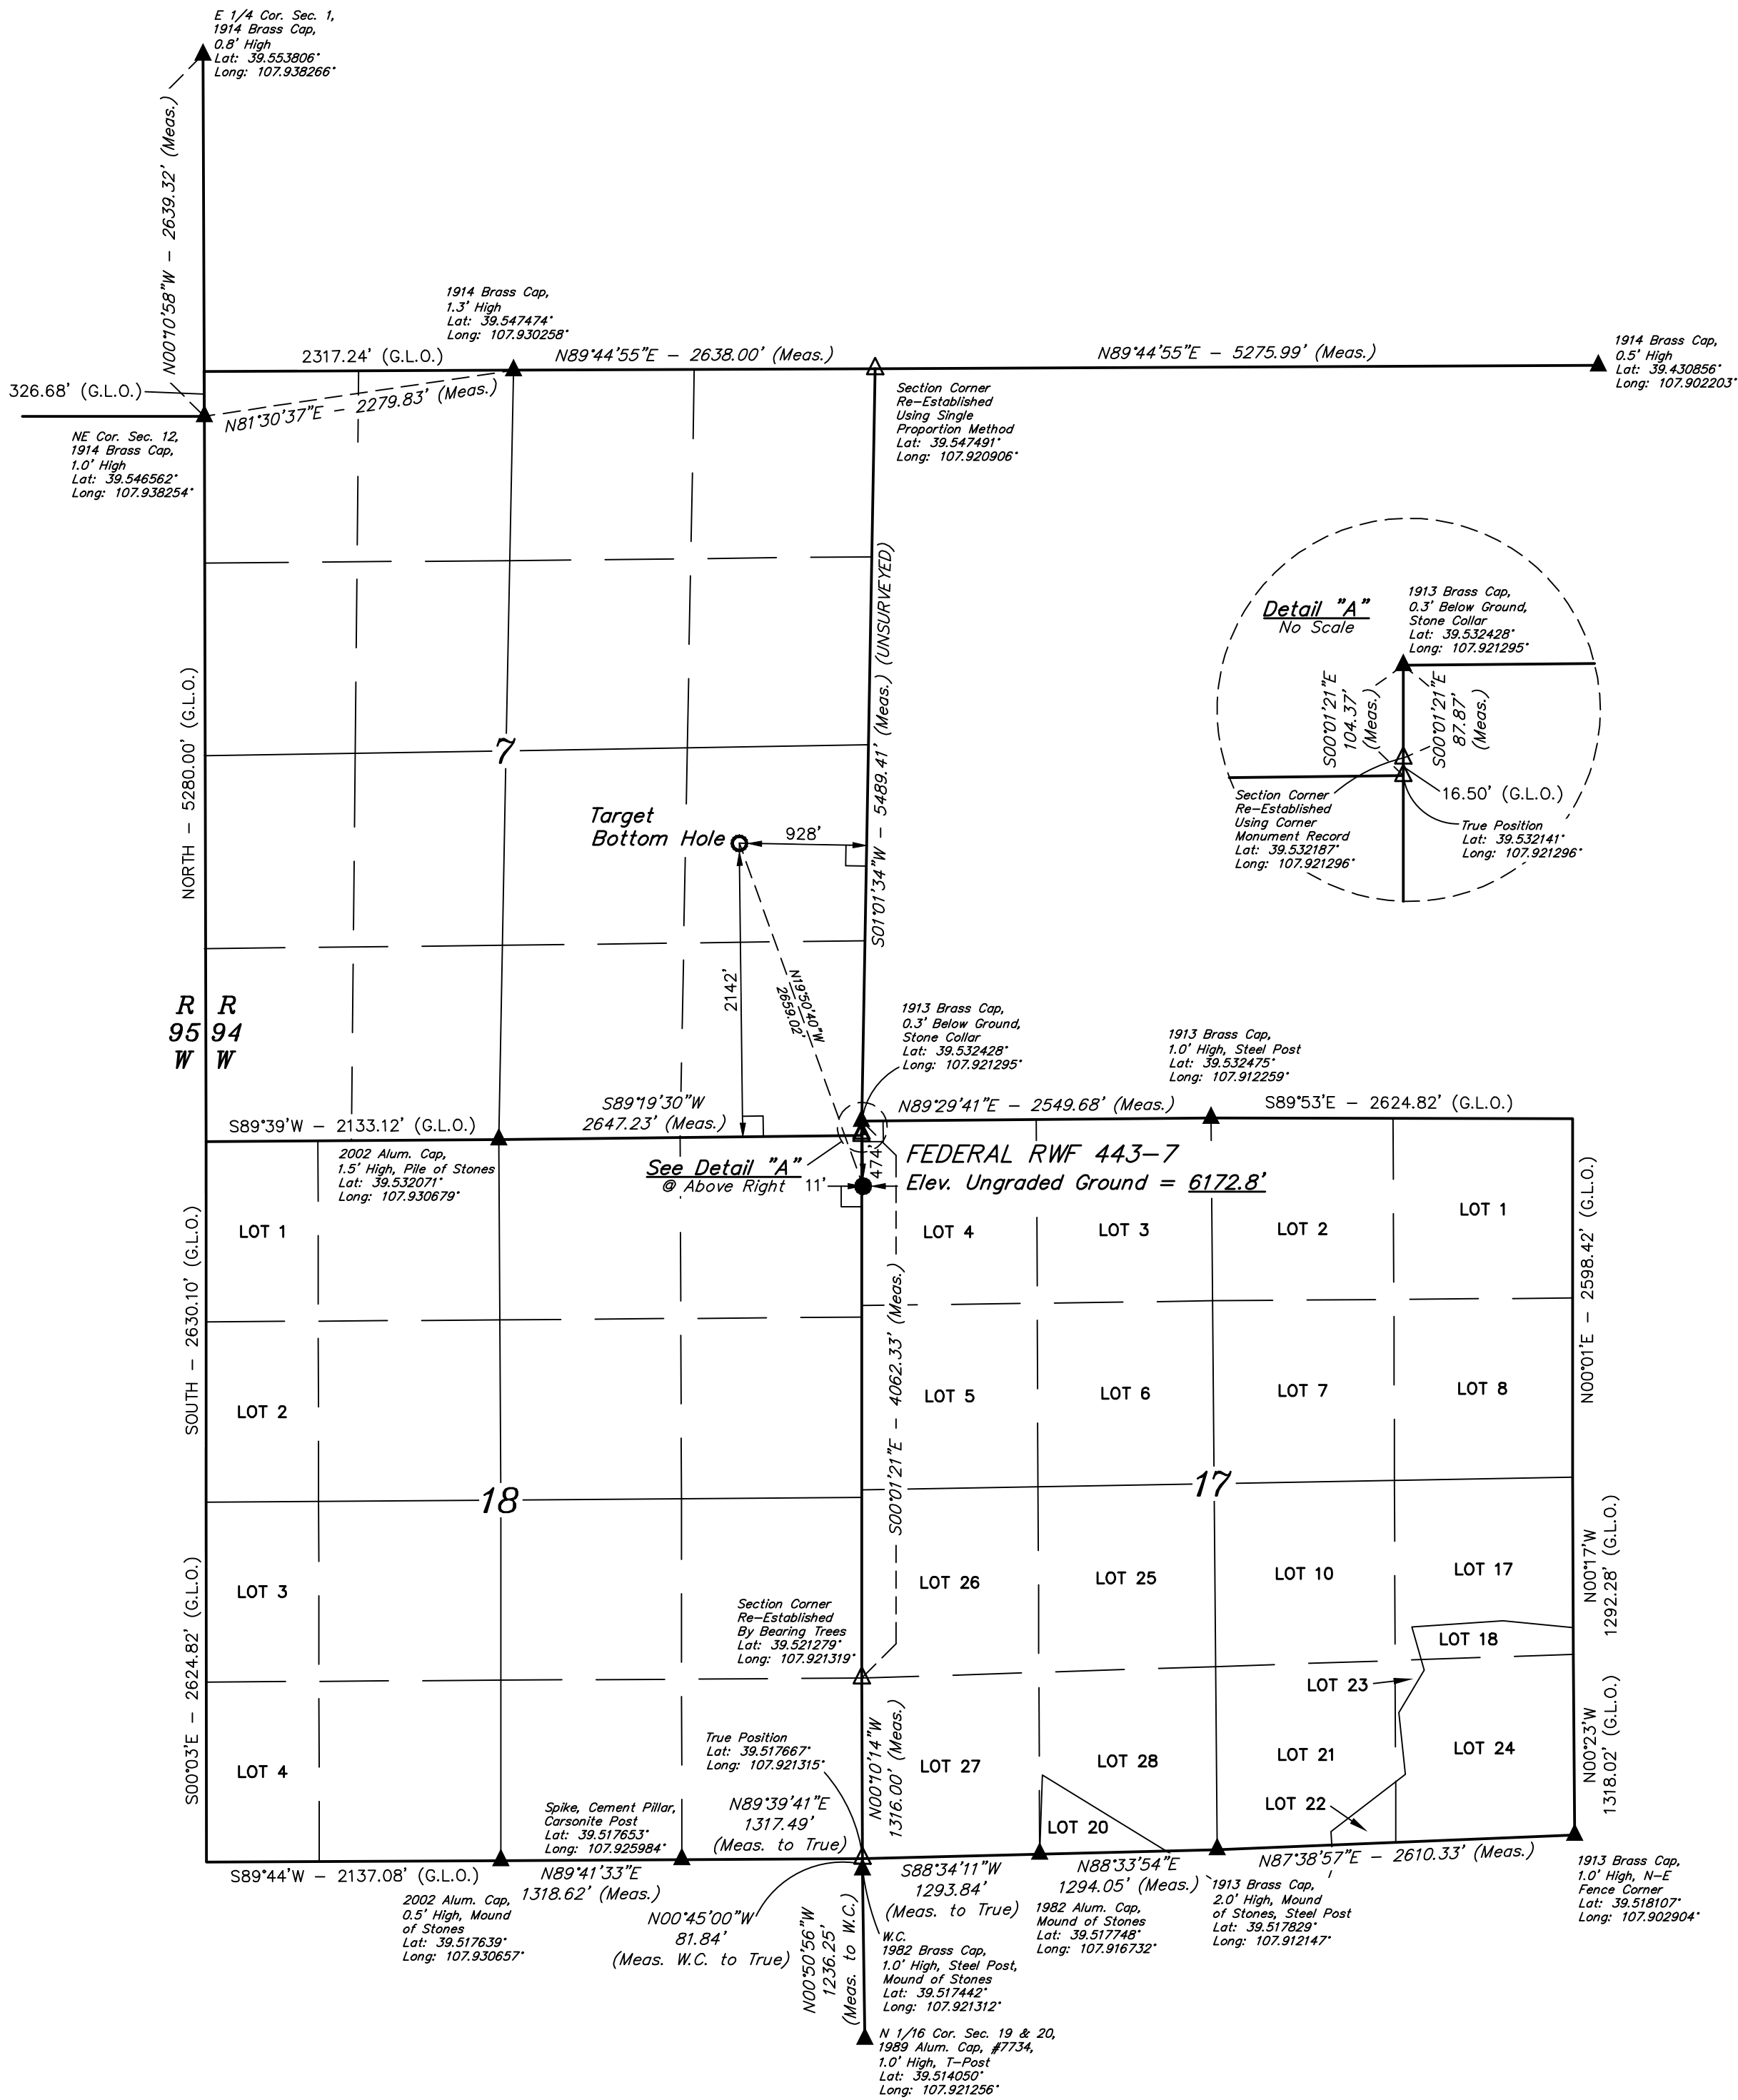 E 1/4 Cor. Sec. 1,
1914 Brass Cap,
0.8' High
Lat: 39.553806°
Long: 107.938266°
N00°10'58"W – 2639.32' (Meas.)
1914 Brass Cap,
1.3' High
Lat: 39.547474°
Long: 107.930258°
2317.24' (G.L.O.)
N89°44'55"E – 2638.00' (Meas.)
N89°44'55"E – 5275.99' (Meas.)
1914 Brass Cap,
0.5' High
Lat: 39.430856°
Long: 107.902203°
326.68' (G.L.O.)
N81°30'37"E – 2279.83' (Meas.)
NE Cor. Sec. 12,
1914 Brass Cap,
1.0' High
Lat: 39.546562°
Long: 107.938254°
Section Corner
Re-Established
Using Single
Proportion Method
Lat: 39.547491°
Long: 107.920906°
Detail "A"
No Scale
1913 Brass Cap,
0.3' Below Ground,
Stone Collar
Lat: 39.532428°
Long: 107.921295°
S00°01'21"E
104.37'
(Meas.)
S00°01'21"E
87.87'
(Meas.)
16.50' (G.L.O.)
Section Corner
Re-Established
Using Corner
Monument Record
Lat: 39.532187°
Long: 107.921296°
True Position
Lat: 39.532141°
Long: 107.921296°
NORTH – 5280.00' (G.L.O.)
7
S01°01'34"W – 5489.41' (Meas.) (UNSURVEYED)
Target
Bottom Hole
928'
2142'
N19°50'40"W
2659.02'
R R
95 94
W W
1913 Brass Cap,
0.3' Below Ground,
Stone Collar
Lat: 39.532428°
Long: 107.921295°
1913 Brass Cap,
1.0' High, Steel Post
Lat: 39.532475°
Long: 107.912259°
S89°39'W – 2133.12' (G.L.O.)
S89°19'30"W
2647.23' (Meas.)
N89°29'41"E – 2549.68' (Meas.)
S89°53'E – 2624.82' (G.L.O.)
2002 Alum. Cap,
1.5' High, Pile of Stones
Lat: 39.532071°
Long: 107.930679°
See Detail "A"
@ Above Right
11'
474'
FEDERAL RWF 443-7
Elev. Ungraded Ground = 6172.8'
LOT 1
LOT 4
LOT 3
LOT 2
LOT 1
SOUTH – 2630.10' (G.L.O.)
S00°01'21"E – 4062.33' (Meas.)
N00°01'E – 2598.42' (G.L.O.)
LOT 2
LOT 5
LOT 6
LOT 7
LOT 8
18
17
LOT 3
LOT 26
LOT 25
LOT 10
LOT 17
S00°03'E – 2624.82' (G.L.O.)
N00°17'W
1292.28' (G.L.O.)
Section Corner
Re-Established
By Bearing Trees
Lat: 39.521279°
Long: 107.921319°
LOT 18
LOT 23
N00°10'14"W
1316.00' (Meas.)
N00°23'W
1318.02' (G.L.O.)
True Position
Lat: 39.517667°
Long: 107.921315°
LOT 4
LOT 27
LOT 28
LOT 21
LOT 24
LOT 22
LOT 20
Spike, Cement Pillar,
Carsonite Post
Lat: 39.517653°
Long: 107.925984°
N89°39'41"E
1317.49'
(Meas. to True)
S89°44'W – 2137.08' (G.L.O.)
N89°41'33"E
1318.62' (Meas.)
S88°34'11"W
1293.84'
(Meas. to True)
N88°33'54"E
1294.05' (Meas.)
N87°38'57"E – 2610.33' (Meas.)
2002 Alum. Cap,
0.5' High, Mound
of Stones
Lat: 39.517639°
Long: 107.930657°
N00°45'00"W
81.84'
(Meas. W.C. to True)
N00°50'56"W
1236.25'
(Meas. to W.C.)
W.C.
1982 Brass Cap,
1.0' High, Steel Post,
Mound of Stones
Lat: 39.517442°
Long: 107.921312°
1982 Alum. Cap,
Mound of Stones
Lat: 39.517748°
Long: 107.916732°
1913 Brass Cap,
2.0' High, Mound
of Stones, Steel Post
Lat: 39.517829°
Long: 107.912147°
1913 Brass Cap,
1.0' High, N-E
Fence Corner
Lat: 39.518107°
Long: 107.902904°
N 1/16 Cor. Sec. 19 & 20,
1989 Alum. Cap, #7734,
1.0' High, T-Post
Lat: 39.514050°
Long: 107.921256°